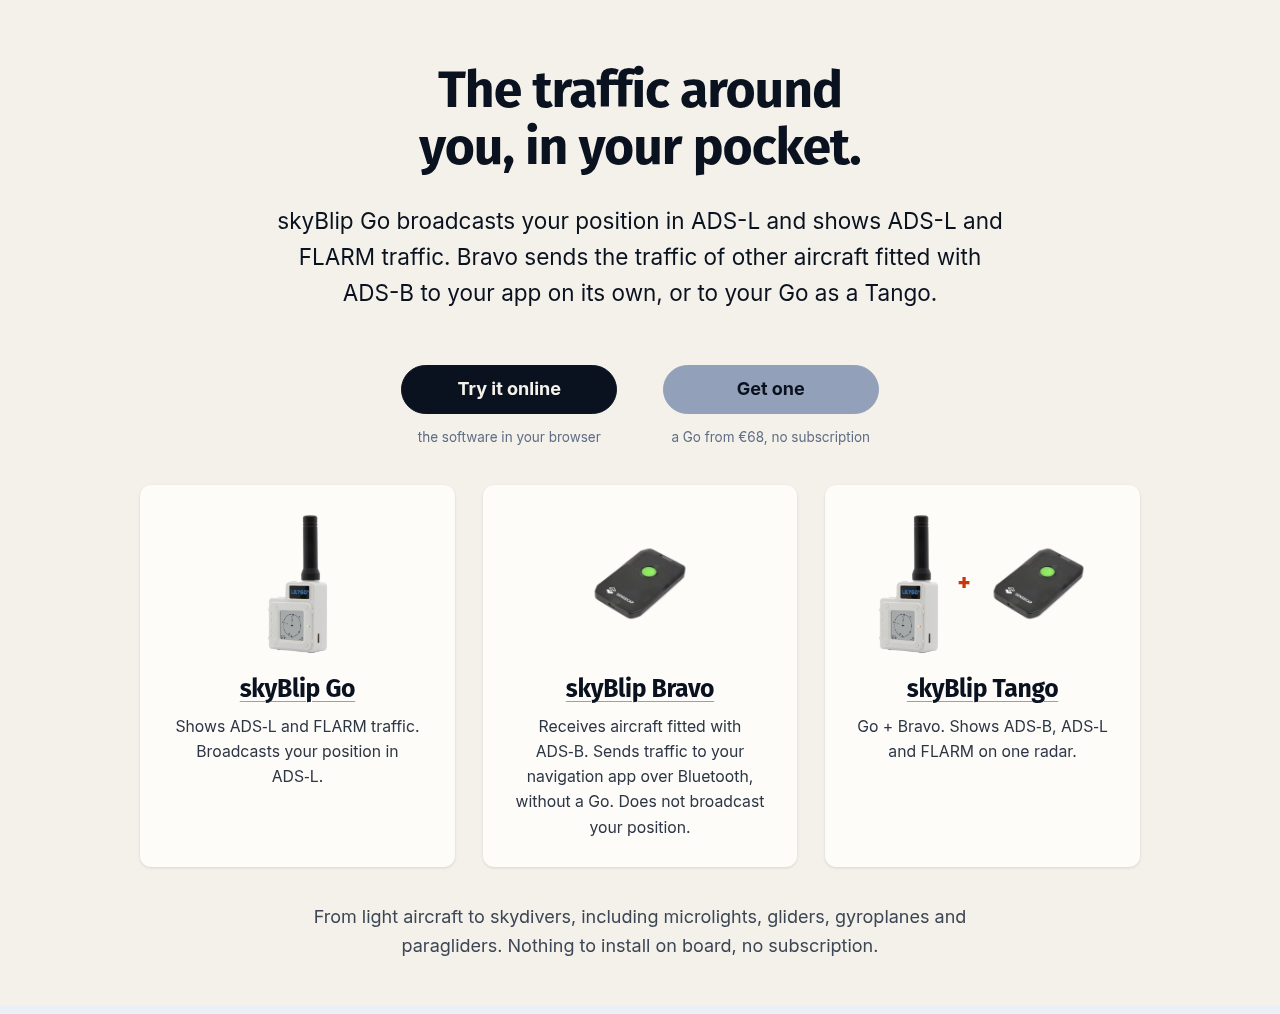 The traffic around
you, in your pocket.
skyBlip Go broadcasts your position in ADS-L and shows ADS-L and
FLARM traffic. Bravo sends the traffic of other aircraft fitted with
ADS-B to your app on its own, or to your Go as a Tango.
Try it online
Get one
the software in your browser
a Go from €68, no subscription
+
skyBlip Go
Shows ADS-L and FLARM traffic.
Broadcasts your position in
ADS-L.
skyBlip Bravo
Receives aircraft fitted with
ADS-B. Sends traffic to your
navigation app over Bluetooth,
without a Go. Does not broadcast
your position.
skyBlip Tango
Go + Bravo. Shows ADS-B, ADS-L
and FLARM on one radar.
From light aircraft to skydivers, including microlights, gliders, gyroplanes and
paragliders. Nothing to install on board, no subscription.